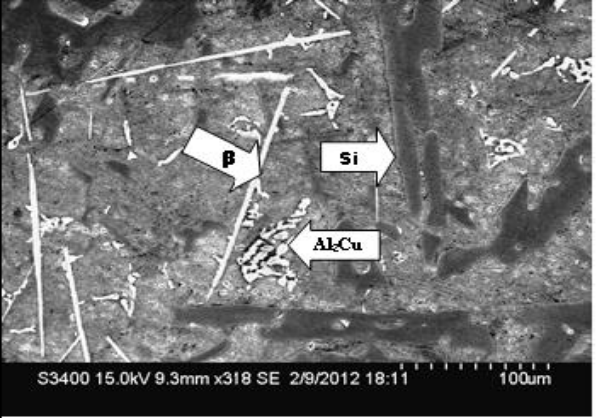 β
Si
Al₂Cu
S3400 15.0kV 9.3mm x318 SE 2/9/2012 18:11 100um